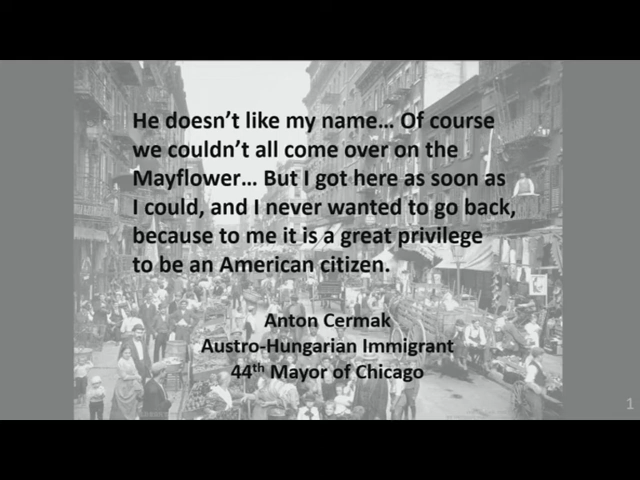 He doesn’t like my name… Of course
we couldn’t all come over on the
Mayflower… But I got here as soon as
I could, and I never wanted to go back,
because to me it is a great privilege
to be an American citizen.
Anton Cermak
Austro-Hungarian Immigrant
44th Mayor of Chicago
1